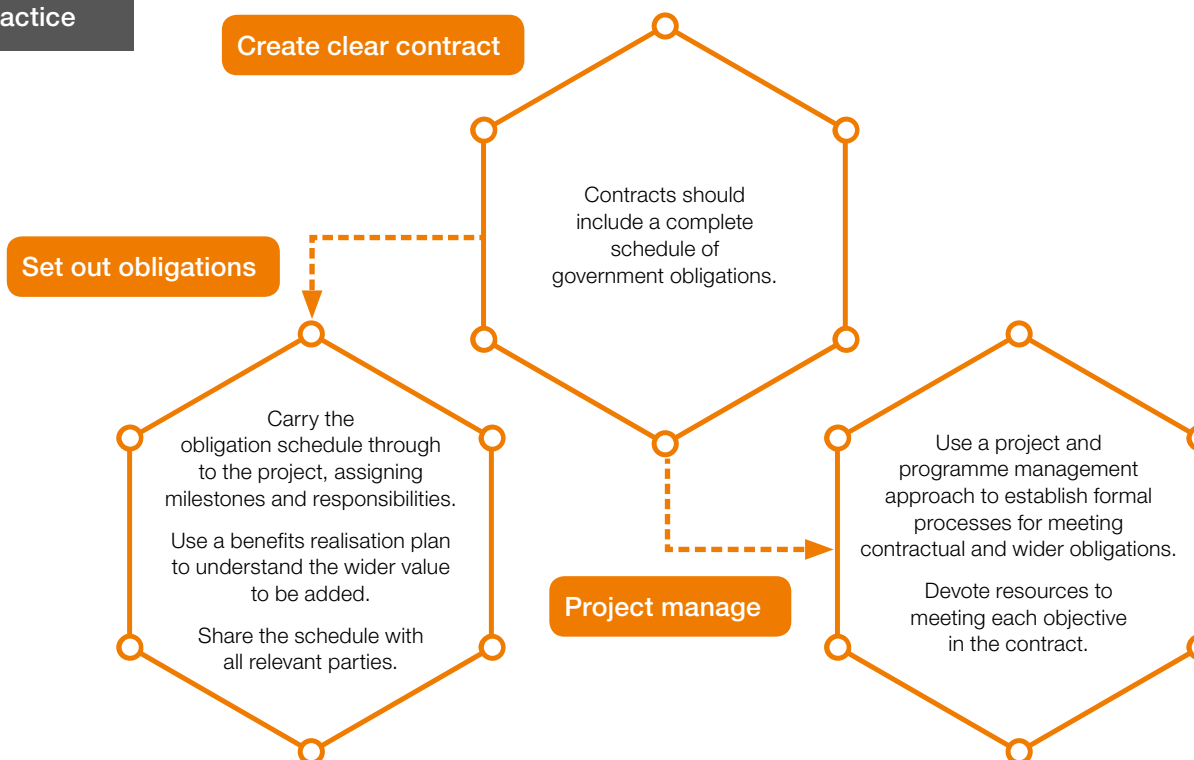 actice
Create clear contract
Contracts should
include a complete
schedule of
government obligations.
Set out obligations
Carry the
obligation schedule through
to the project, assigning
milestones and responsibilities.
Use a benefits realisation plan
to understand the wider value
to be added.
Share the schedule with
all relevant parties.
Project manage
Use a project and
programme management
approach to establish formal
processes for meeting
contractual and wider obligations.
Devote resources to
meeting each objective
in the contract.